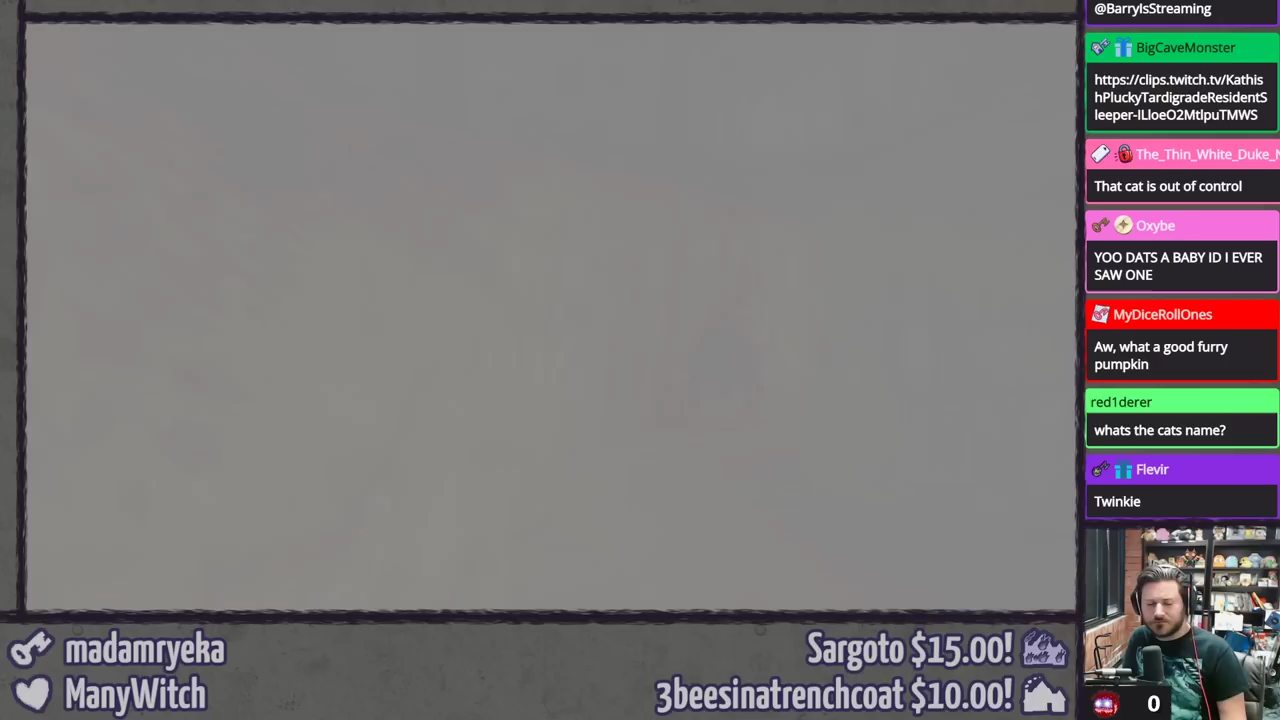 @BarryIsStreaming
BigCaveMonster
https://clips.twitch.tv/Kathis
hPluckyTardigradeResidentS
leeper-ILIoeO2MtIpuTMWS
The_Thin_White_Duke_
That cat is out of control
Oxybe
YOO DATS A BABY ID I EVER
SAW ONE
MyDiceRollOnes
Aw, what a good furry
pumpkin
red1derer
whats the cats name?
Flevir
Twinkie
madamryeka
ManyWitch
Sargoto $15.00!
3beesinatrenchcoat $10.00!
0